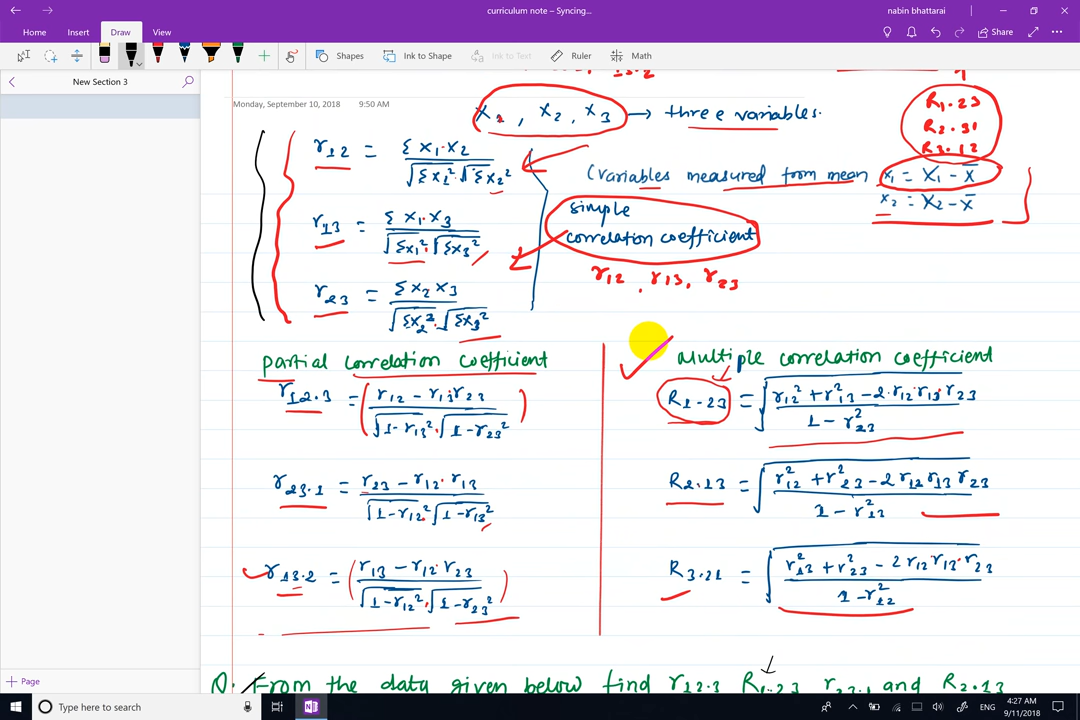 curriculum note – Syncing...
nabin bhattarai
Home Insert Draw View
Share
Shapes Ink to Shape Ink to Text Ruler Math
New Section 3
Monday, September 10, 2018 9:50 AM
x1, x2, x3 → three variables.
R1.23
R2.31
R3.12
r12 = Σ x1·x2 / √Σx1²·√Σx2²
(variables measured from mean x1 = X1 - X̄
x2 = X2 - X̄
simple
correlation coefficient
r13 = Σ x1·x3 / √Σx1²·√Σx3²
r12, r13, r23
r23 = Σ x2 x3 / √Σx2²·√Σx3²
Partial Correlation Coefficient
r12.3 = (r12 - r13r23 / √1-r13²·√1-r23²)
r23.1 = r23 - r12·r13 / √1-r12²·√1-r13²
r13.2 = (r13 - r12·r23 / √1-r12²·√1-r23²)
Multiple correlation coefficient
R1-23 = √r12² + r13² - 2·r12·r13·r23 / 1 - r23²
R2.13 = √r12² + r23² - 2 r12 r13 r23 / 1 - r13²
R3.21 = √r13² + r23² - 2 r12 r13·r23 / 1 - r12²
Q. From the data given below find r12.3 R1.23 r23.1 and R2.13
Page
Type here to search
ENG
4:27 AM
9/11/2018